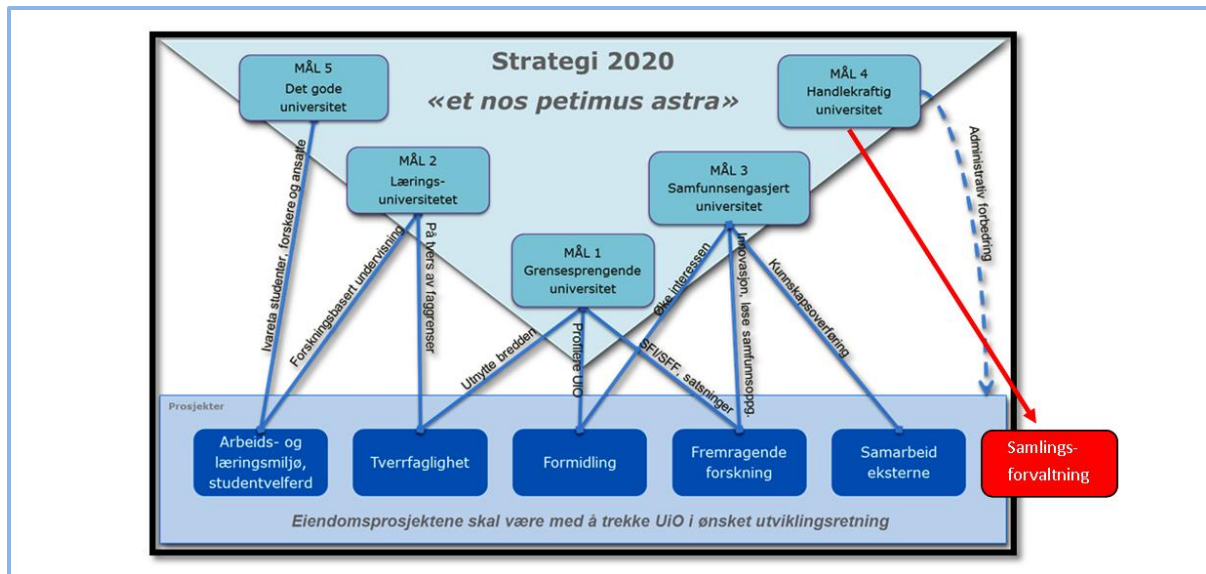 Strategi 2020
«et nos petimus astra»
MÅL 5
Det gode
universitet
MÅL 4
Handlekraftig
universitet
MÅL 2
Lærings-
universitetet
MÅL 3
Samfunnsengasjert
universitet
MÅL 1
Grensesprengende
universitet
Ivareta studenter, forskere og ansatte
Forskningsbasert undervisning
På tvers av faggrenser
Utnytte bredden
Profilere UiO
SFI/SFF, satsninger
Øke interessen
Innovasjon, løse samfunnsoppg.
Kunnskapsoverføring
Administrativ forbedring
Prosjekter
Arbeids- og
læringsmiljø,
studentvelferd
Tverrfaglighet
Formidling
Fremragende
forskning
Samarbeid
eksterne
Samlings-
forvaltning
Eiendomsprosjektene skal være med å trekke UiO i ønsket utviklingsretning